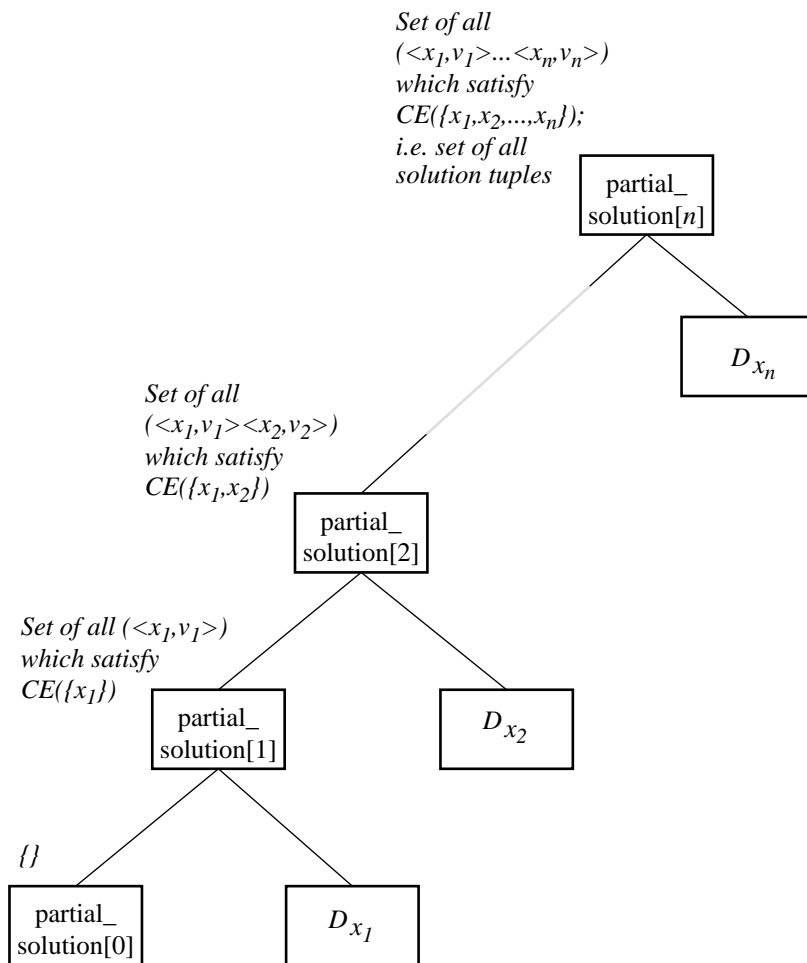 Set of all
(<x1,v1>...<xn,vn>)
which satisfy
CE({x1,x2,...,xn});
i.e. set of all
solution tuples
partial_
solution[n]
Dxn
Set of all
(<x1,v1><x2,v2>)
which satisfy
CE({x1,x2})
partial_
solution[2]
Set of all (<x1,v1>)
which satisfy
CE({x1})
partial_
solution[1]
Dx2
{}
partial_
solution[0]
Dx1